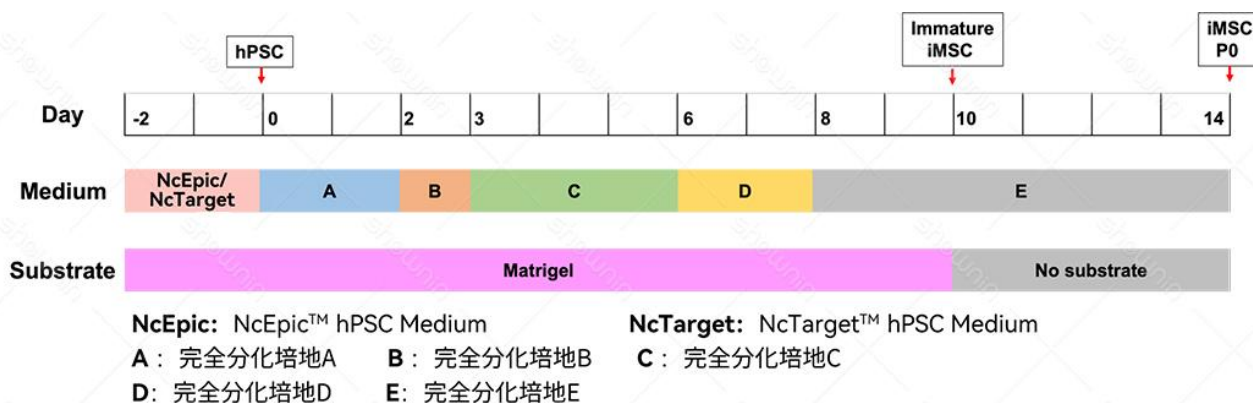 hPSC
Immature
iMSC
iMSC
P0
Day
-2 0 2 3 6 8 10 14
Medium
NcEpic/
NcTarget
A B C D E
Substrate
Matrigel
No substrate
NcEpic: NcEpic™ hPSC Medium
NcTarget: NcTarget™ hPSC Medium
A : 完全分化培地A
B : 完全分化培地B
C : 完全分化培地C
D: 完全分化培地D
E: 完全分化培地E